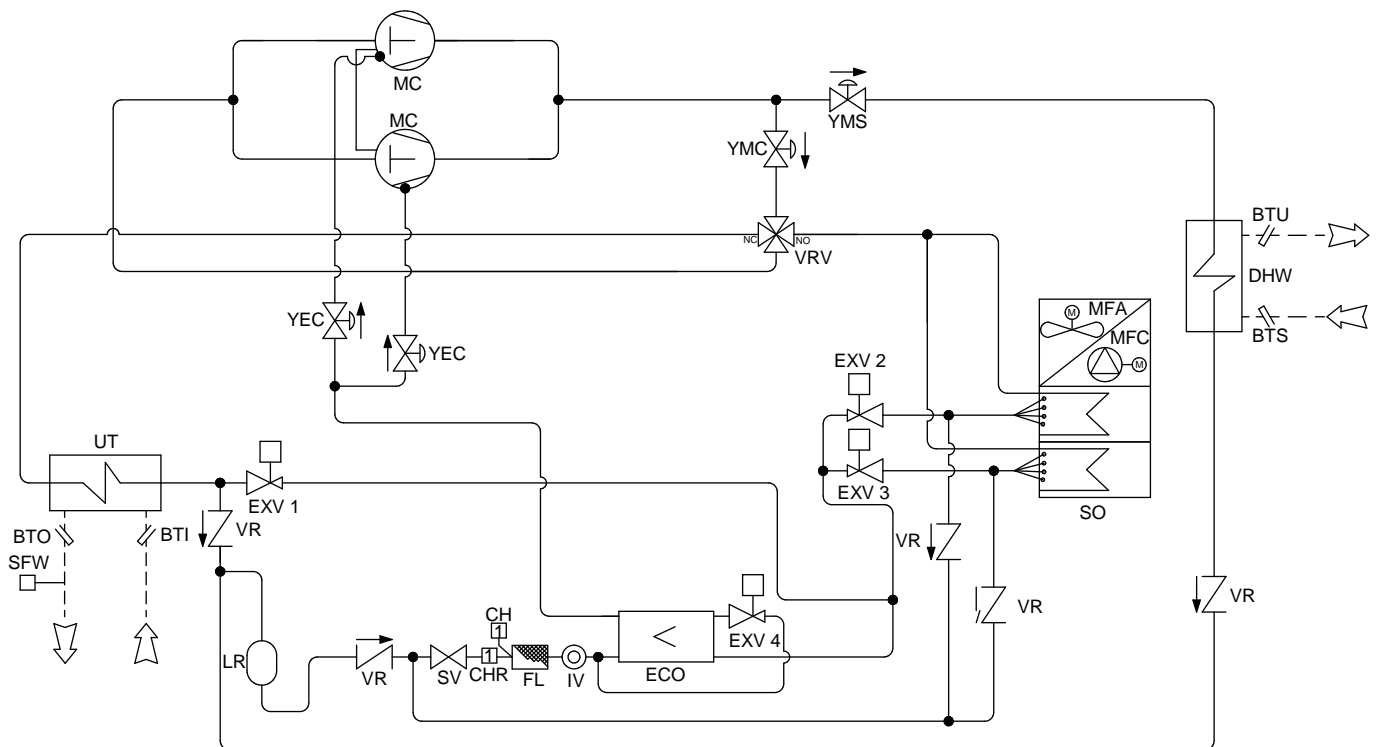 MC
MC
YMS
YMC
NC
NO
VRV
BTU
DHW
BTS
YEC
YEC
M
MFA
MFC
M
EXV 2
EXV 3
SO
UT
EXV 1
BTO
BTI
SFW
VR
VR
VR
VR
LR
VR
SV
CH
1
1
CHR
FL
IV
ECO
EXV 4